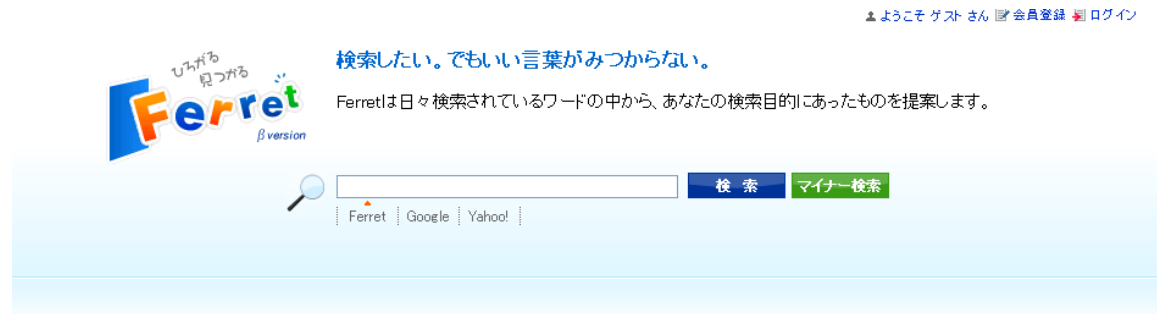 ようこそ ゲスト さん 会員登録 ログイン
ひろがる
見つかる
Ferret
β version
検索したい。でもいい言葉がみつからない。
Ferretは日々検索されているワードの中から、あなたの検索目的にあったものを提案します。
検 索 マイナー検索
Ferret Google Yahoo!